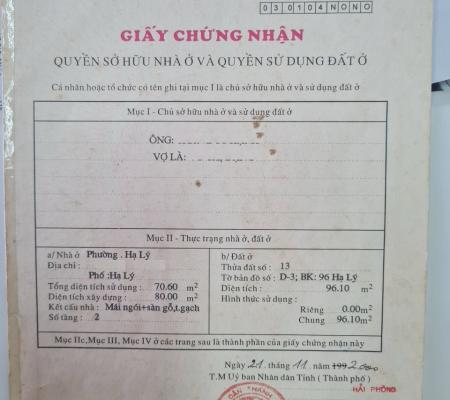 030104NONO
GIẤY CHỨNG NHẬN
QUYỀN SỞ HỮU NHÀ Ở VÀ QUYỀN SỬ DỤNG ĐẤT Ở
Cá nhân hoặc tổ chức có tên ghi tại mục I là chủ sở hữu nhà ở và sử dụng đất ở
Mục I - Chủ sở hữu nhà ở và sử dụng đất ở
ÔNG:
VỢ LÀ:
Mục II - Thực trạng nhà ở, đất ở
a/ Nhà ở Phường . Hạ Lý
Địa chỉ :
Phố :Hạ Lý
Tổng diện tích sử dụng : 70.60 m2
Diện tích xây dựng : 80.00 m2
Kết cấu nhà : Mái ngói+sàn gỗ,t.gạch
Số tầng : 2
b/ Đất ở
Thửa đất số : 13
Tờ bản đồ số : D-3; BK: 96 Hạ Lý
Diện tích : 96.10 m2
Hình thức sử dụng :
Riêng 0.00m2
Chung 96.10m2
Mục IIc,Mục III, Mục IV ở các trang sau là thành phần của giấy chứng nhận này
Ngày 21 tháng 11 năm 199 2000
T.M Uỷ ban Nhân dân Tỉnh ( Thành phố )
HẢI PHÒNG